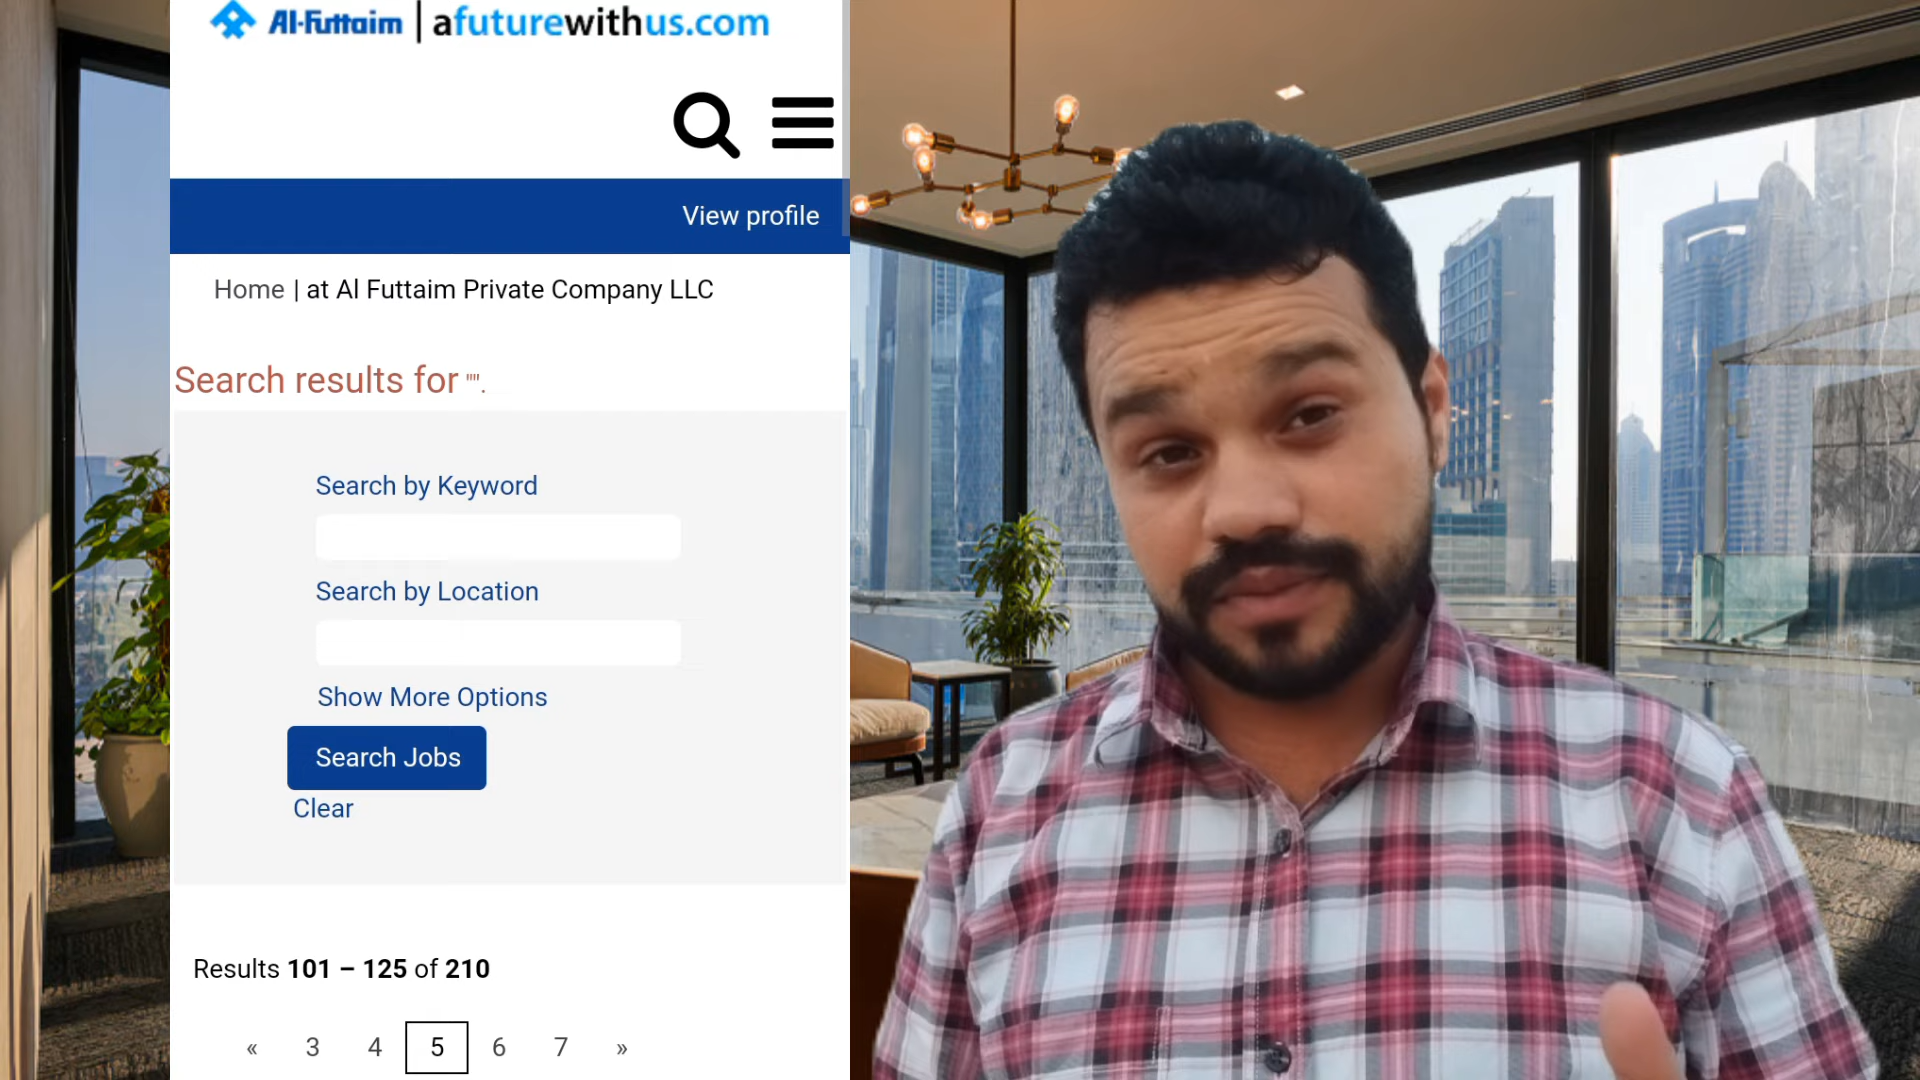 Al-Futtaim | afuturewithus.com
View profile
Home | at Al Futtaim Private Company LLC
Search results for "".
Search by Keyword
Search by Location
Show More Options
Search Jobs
Clear
Results 101 – 125 of 210
« 3 4 5 6 7 »